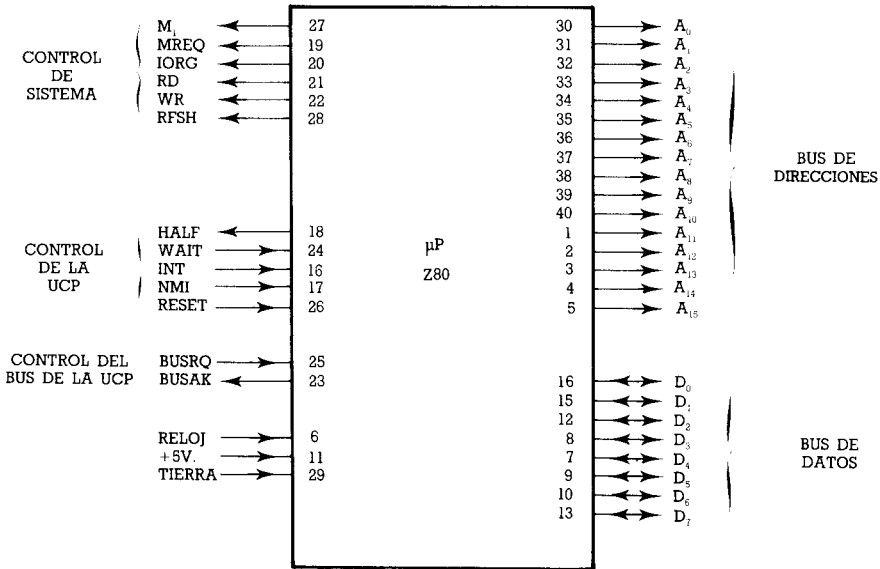 CONTROL
DE
SISTEMA
M₁ 27
MREQ 19
IORG 20
RD 21
WR 22
RFSH 28
CONTROL
DE LA
UCP
HALF 18
WAIT 24
INT 16
NMI 17
RESET 26
CONTROL DEL
BUS DE LA UCP
BUSRQ 25
BUSAK 23
RELOJ 6
+5V. 11
TIERRA 29
µP
Z80
30 A₀
31 A₁
32 A₂
33 A₃
34 A₄
35 A₅
36 A₆
37 A₇
38 A₈
39 A₉
40 A₁₀
1 A₁₁
2 A₁₂
3 A₁₃
4 A₁₄
5 A₁₅
BUS DE
DIRECCIONES
16 D₀
15 D₁
12 D₂
8 D₃
7 D₄
9 D₅
10 D₆
13 D₇
BUS DE
DATOS